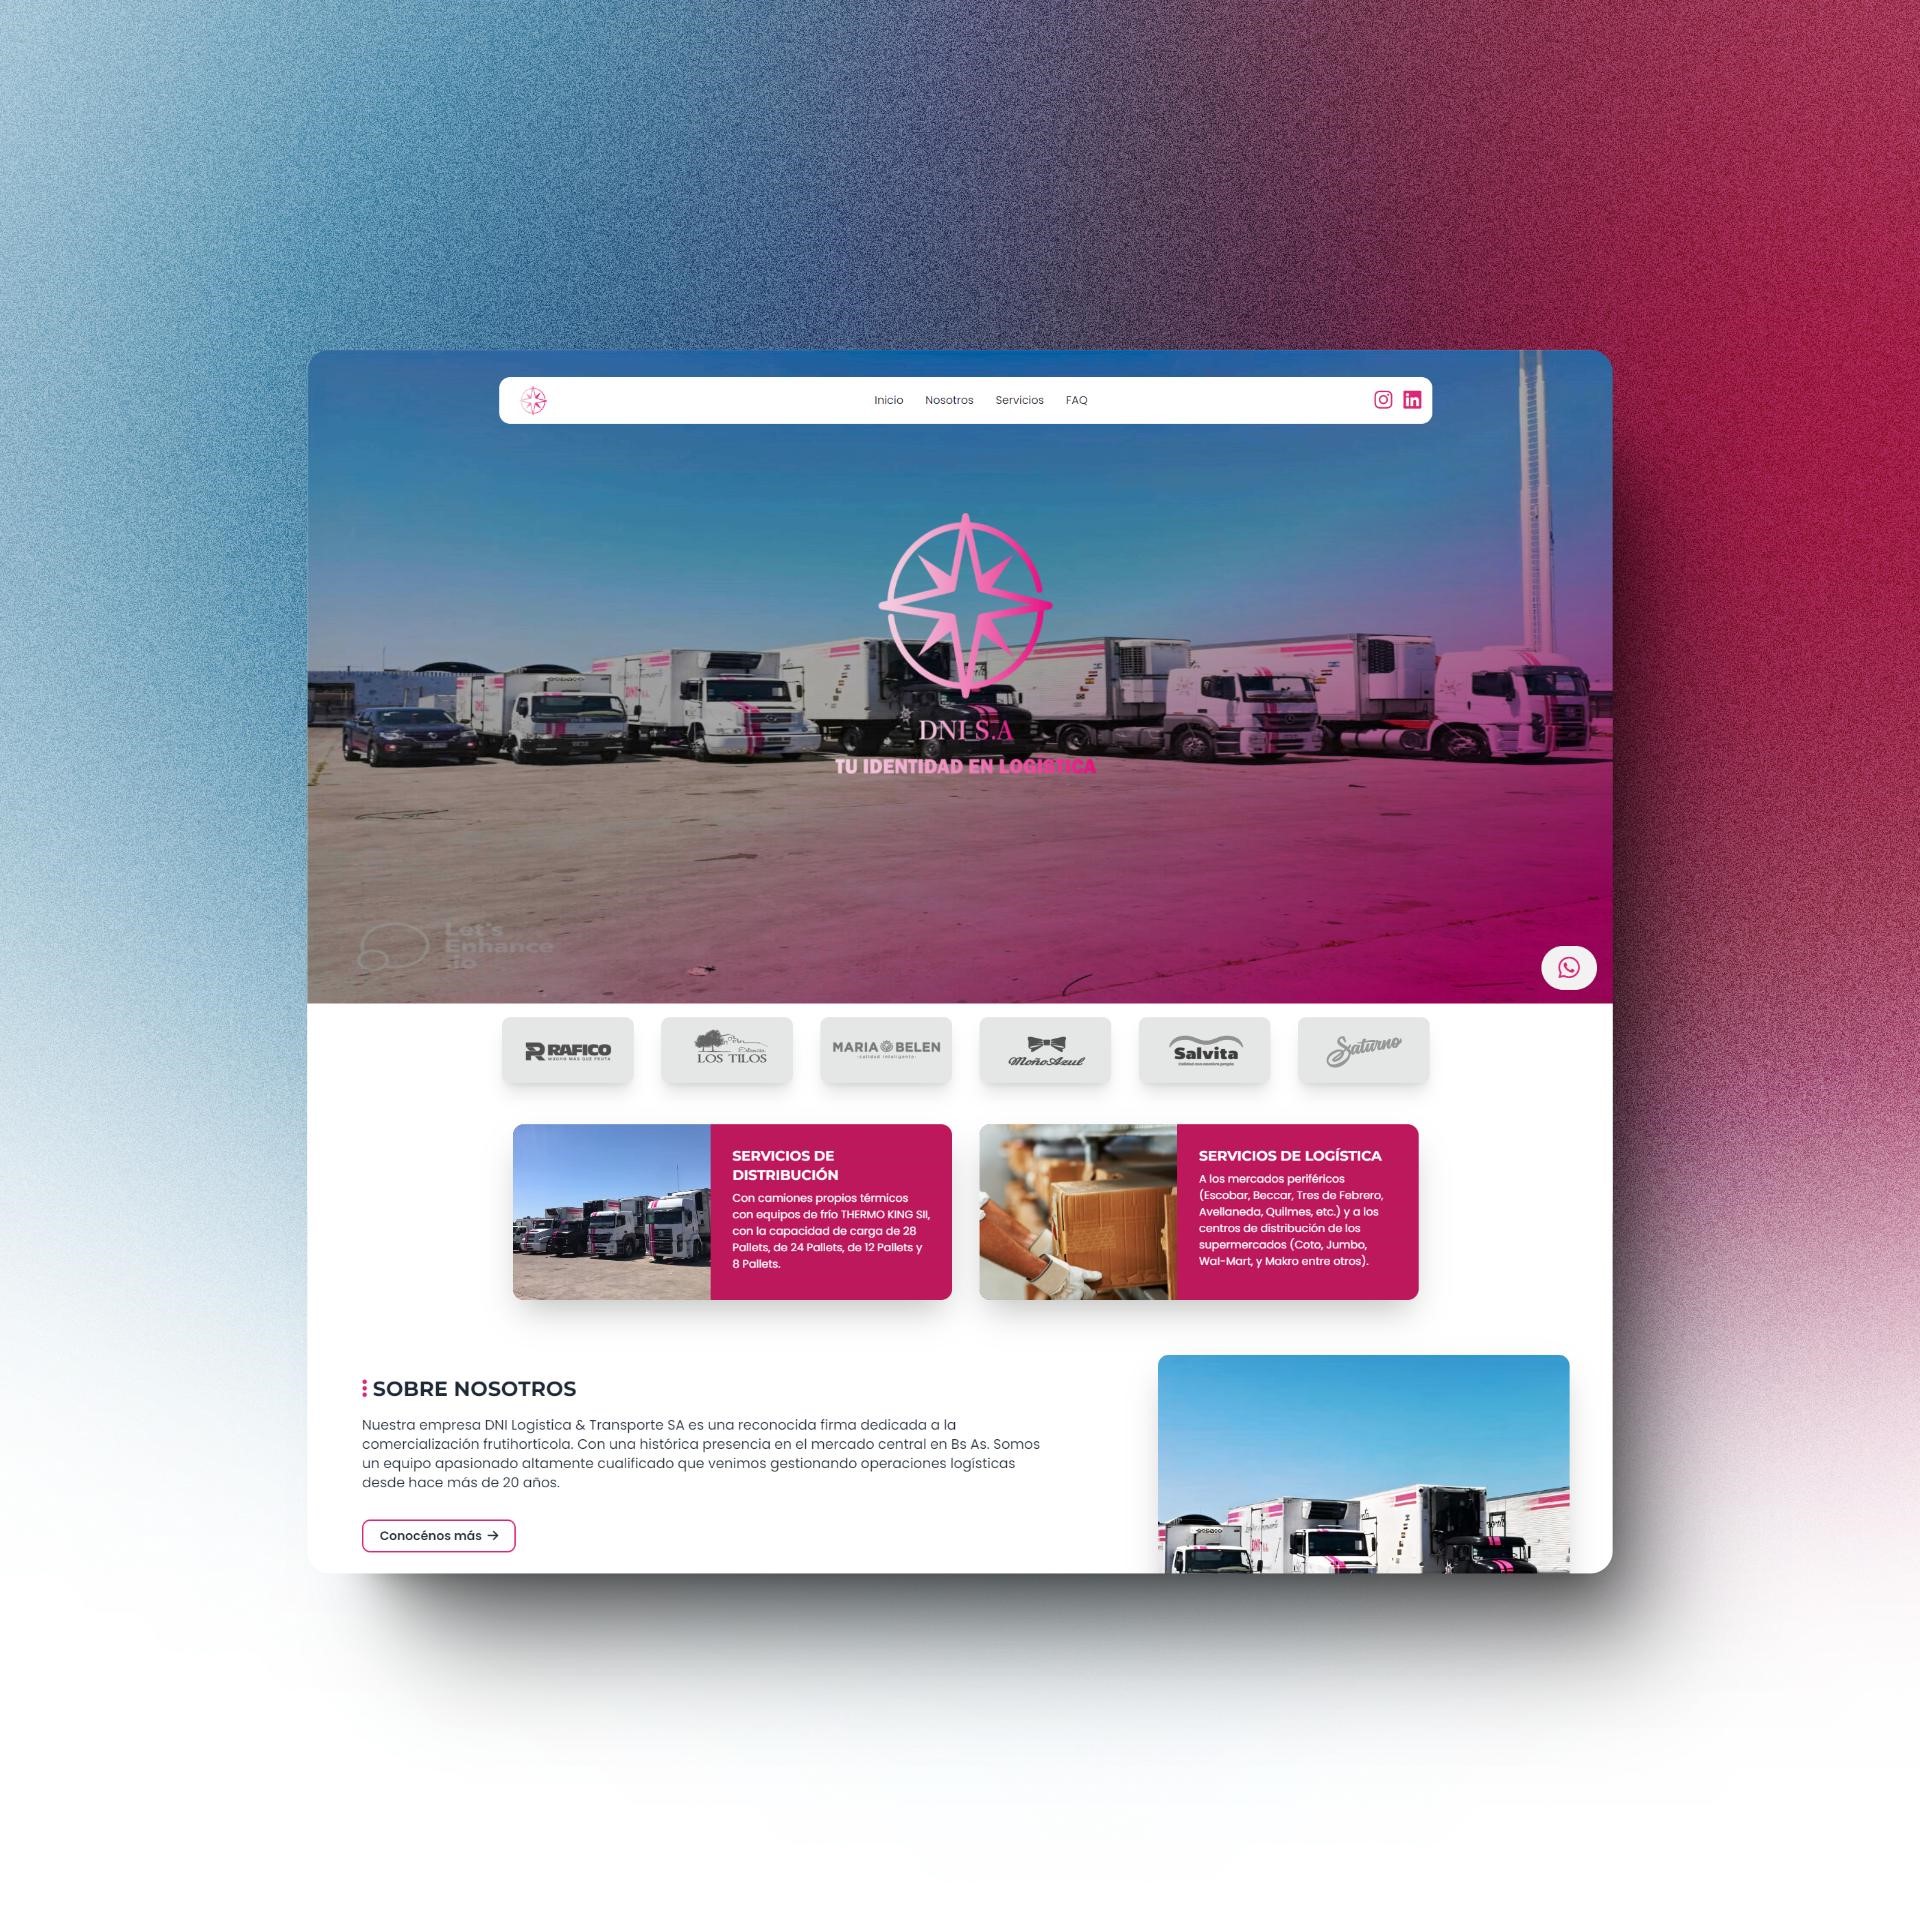 Inicio Nosotros Servicios FAQ
DNI S.A
TU IDENTIDAD EN LOGISTICA
Let's
Enhance
.io
RAFICO
MUCHO MÁS QUE FRUTA
Estancia
LOS TILOS
MARIA BELEN
-calidad inteligente-
MoñoAzul
Salvita
calidad con nombre propio
Saturno
SERVICIOS DE
DISTRIBUCIÓN
Con camiones propios térmicos
con equipos de frío THERMO KING SII,
con la capacidad de carga de 28
Pallets, de 24 Pallets, de 12 Pallets y
8 Pallets.
SERVICIOS DE LOGÍSTICA
A los mercados periféricos
(Escobar, Beccar, Tres de Febrero,
Avellaneda, Quilmes, etc.) y a los
centros de distribución de los
supermercados (Coto, Jumbo,
Wal-Mart, y Makro entre otros).
SOBRE NOSOTROS
Nuestra empresa DNI Logistica & Transporte SA es una reconocida firma dedicada a la
comercialización frutihortícola. Con una histórica presencia en el mercado central en Bs As. Somos
un equipo apasionado altamente cualificado que venimos gestionando operaciones logísticas
desde hace más de 20 años.
Conocénos más →